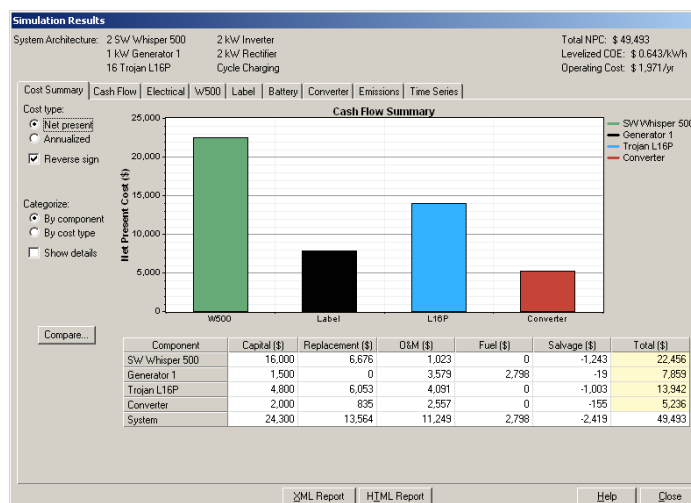 Simulation Results
System Architecture: 2 SW Whisper 500 2 kW Inverter Total NPC: $ 49,493
1 kW Generator 1 2 kW Rectifier Levelized COE: $ 0.643/kWh
16 Trojan L16P Cycle Charging Operating Cost: $ 1,971/yr
Cost Summary Cash Flow Electrical W500 Label Battery Converter Emissions Time Series
Cost type:
Net present
Annualized
Reverse sign
Categorize:
By component
By cost type
Show details
Compare...
Cash Flow Summary
Net Present Cost ($)
25,000
20,000
15,000
10,000
5,000
0
W500 Label L16P Converter
SW Whisper 500
Generator 1
Trojan L16P
Converter
Component Capital ($) Replacement ($) O&M ($) Fuel ($) Salvage ($) Total ($)
SW Whisper 500 16,000 6,676 1,023 0 -1,243 22,456
Generator 1 1,500 0 3,579 2,798 -19 7,859
Trojan L16P 4,800 6,053 4,091 0 -1,003 13,942
Converter 2,000 835 2,557 0 -155 5,236
System 24,300 13,564 11,249 2,798 -2,419 49,493
XML Report HTML Report Help Close